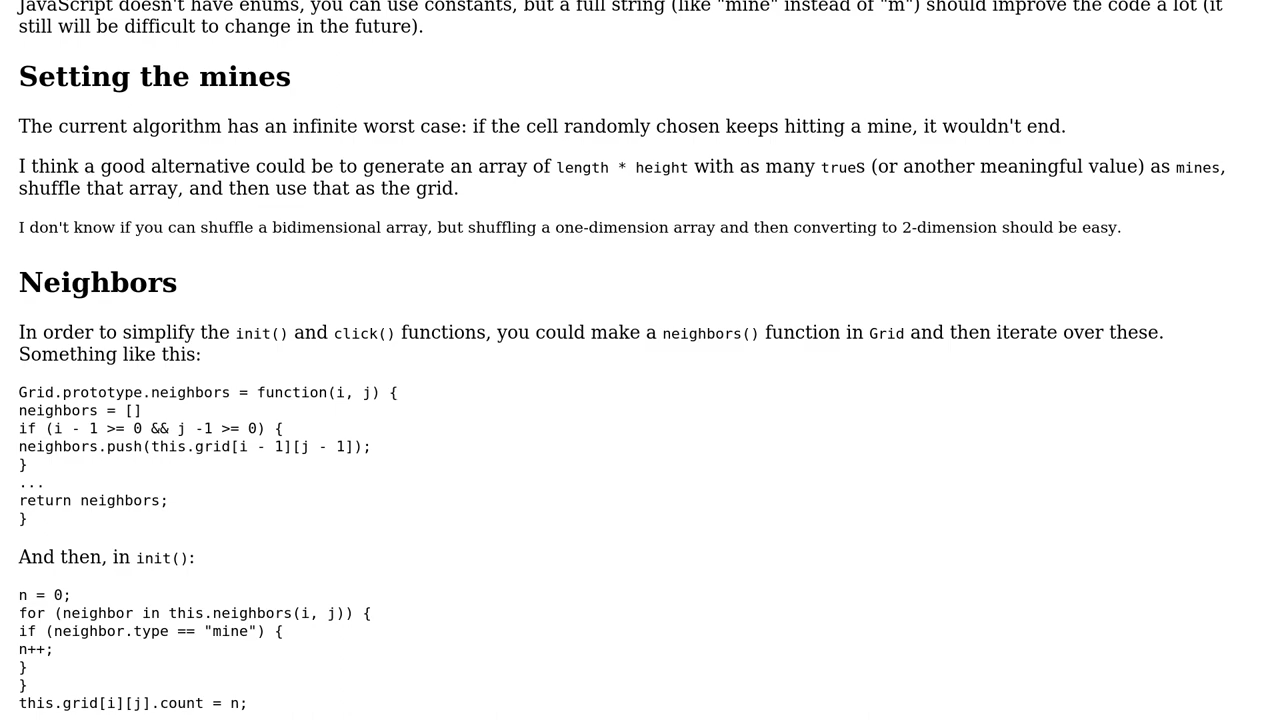 JavaScript doesn't have enums, you can use constants, but a full string (like "mine" instead of "m") should improve the code a lot (it
still will be difficult to change in the future).
Setting the mines
The current algorithm has an infinite worst case: if the cell randomly chosen keeps hitting a mine, it wouldn't end.
I think a good alternative could be to generate an array of length * height with as many trues (or another meaningful value) as mines,
shuffle that array, and then use that as the grid.
I don't know if you can shuffle a bidimensional array, but shuffling a one-dimension array and then converting to 2-dimension should be easy.
Neighbors
In order to simplify the init() and click() functions, you could make a neighbors() function in Grid and then iterate over these.
Something like this:
Grid.prototype.neighbors = function(i, j) {
neighbors = []
if (i - 1 >= 0 && j -1 >= 0) {
neighbors.push(this.grid[i - 1][j - 1]);
}
...
return neighbors;
}
And then, in init():
n = 0;
for (neighbor in this.neighbors(i, j)) {
if (neighbor.type == "mine") {
n++;
}
}
this.grid[i][j].count = n;